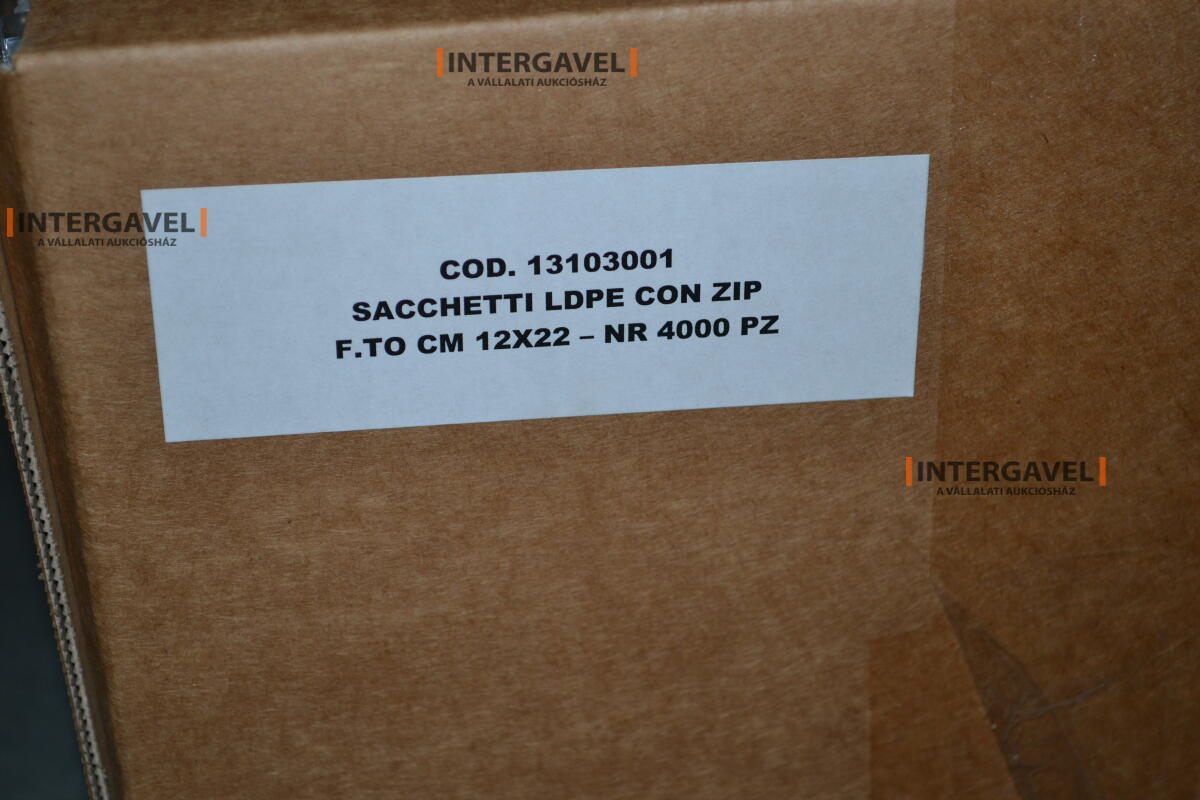 INTERGAVEL
A VÁLLALATI AUKCIÓSHÁZ
INTERGAVEL
A VÁLLALATI AUKCIÓSHÁZ
COD. 13103001
SACCHETTI LDPE CON ZIP
F.TO CM 12X22 – NR 4000 PZ
INTERGAVEL
A VÁLLALATI AUKCIÓSHÁZ